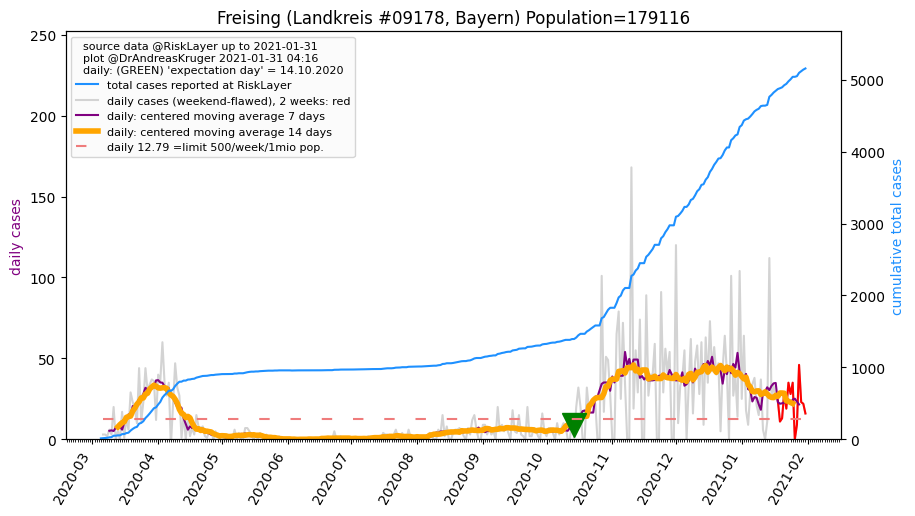 Freising (Landkreis #09178, Bayern) Population=179116
source data @RiskLayer up to 2021-01-31
plot @DrAndreasKruger 2021-01-31 04:16
daily: (GREEN) 'expectation day' = 14.10.2020
total cases reported at RiskLayer
daily cases (weekend-flawed), 2 weeks: red
daily: centered moving average 7 days
daily: centered moving average 14 days
daily 12.79 =limit 500/week/1mio pop.
daily cases
250
200
150
100
50
0
cumulative total cases
5000
4000
3000
2000
1000
0
2020-03
2020-04
2020-05
2020-06
2020-07
2020-08
2020-09
2020-10
2020-11
2020-12
2021-01
2021-02